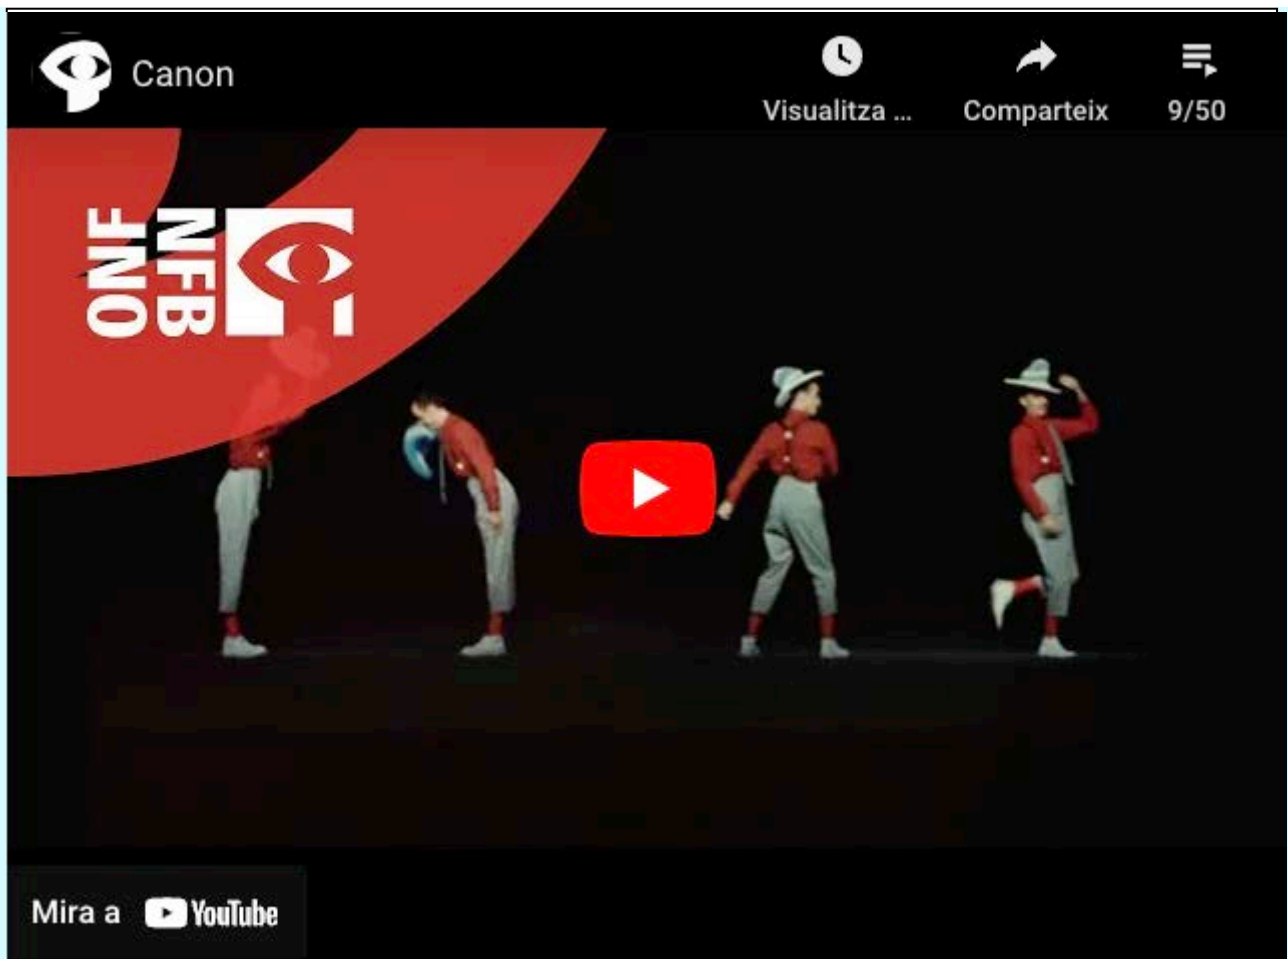 Canon
Visualitza ...
Comparteix
9/50
ONF
NFB
Mira a YouTube